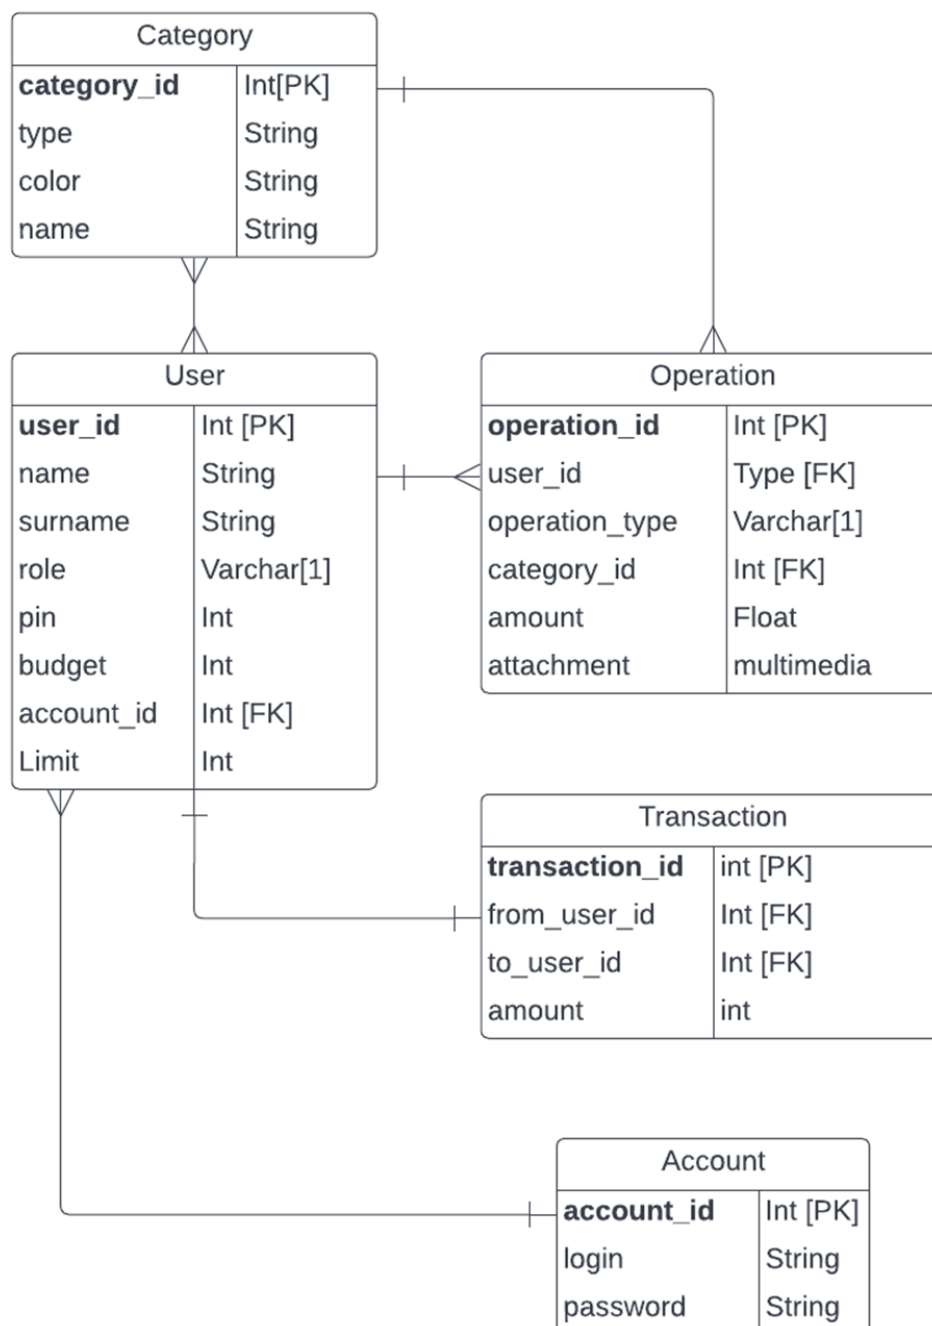 Category
category_id Int[PK]
type String
color String
name String
User
user_id Int [PK]
name String
surname String
role Varchar[1]
pin Int
budget Int
account_id Int [FK]
Limit Int
Operation
operation_id Int [PK]
user_id Type [FK]
operation_type Varchar[1]
category_id Int [FK]
amount Float
attachment multimedia
Transaction
transaction_id int [PK]
from_user_id Int [FK]
to_user_id Int [FK]
amount int
Account
account_id Int [PK]
login String
password String